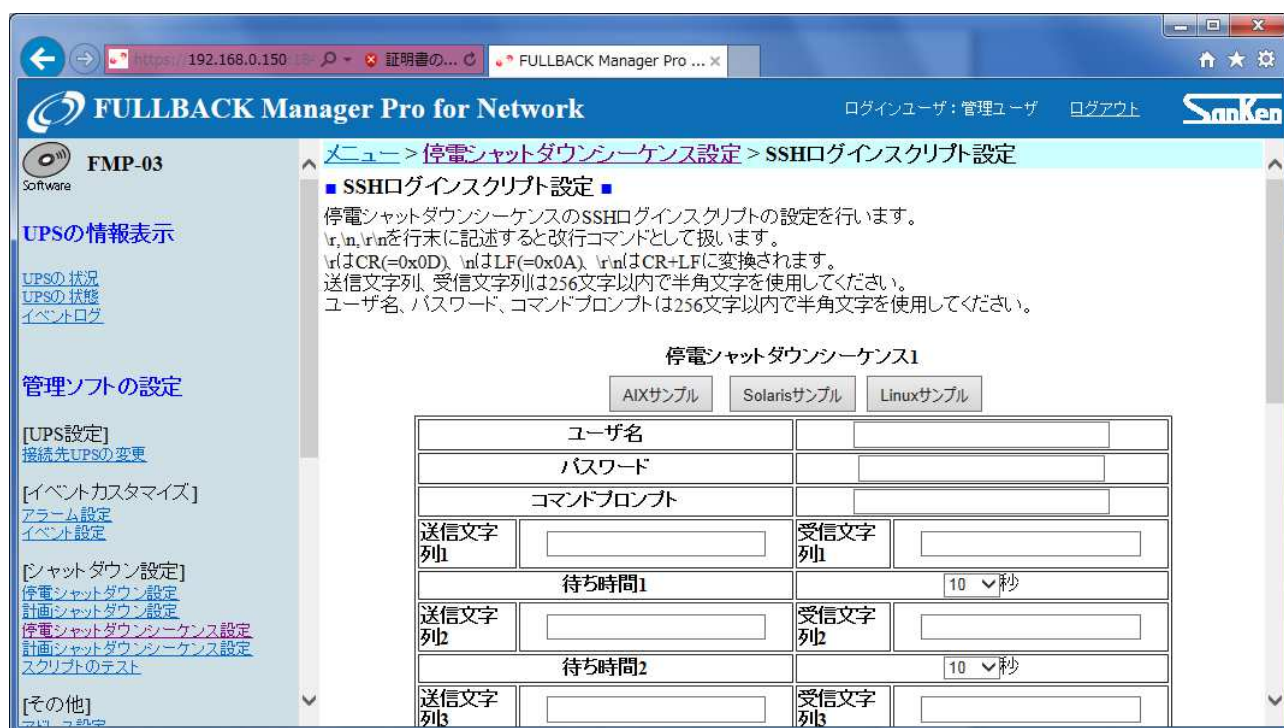 https://192.168.0.150
証明書の...
FULLBACK Manager Pro ...
FULLBACK Manager Pro for Network
ログインユーザ：管理ユーザ
ログアウト
SanKen
Software
FMP-03
UPSの情報表示
UPSの状況
UPSの状態
イベントログ
管理ソフトの設定
[UPS設定]
接続先UPSの変更
[イベントカスタマイズ]
アラーム設定
イベント設定
[シャットダウン設定]
停電シャットダウン設定
計画シャットダウン設定
停電シャットダウンシーケンス設定
計画シャットダウンシーケンス設定
スクリプトのテスト
[その他]
メニュー > 停電シャットダウンシーケンス設定 > SSHログインスクリプト設定
■ SSHログインスクリプト設定 ■
停電シャットダウンシーケンスのSSHログインスクリプトの設定を行います。
\r,\n,\r\nを行末に記述すると改行コマンドとして扱います。
\rはCR(=0x0D)、\nはLF(=0x0A)、\r\nはCR+LFに変換されます。
送信文字列、受信文字列は256文字以内で半角文字を使用してください。
ユーザ名、パスワード、コマンドプロンプトは256文字以内で半角文字を使用してください。
停電シャットダウンシーケンス1
AIXサンプル Solarisサンプル Linuxサンプル
ユーザ名
パスワード
コマンドプロンプト
送信文字列1 受信文字列1
待ち時間1 10 秒
送信文字列2 受信文字列2
待ち時間2 10 秒
送信文字列3 受信文字列3